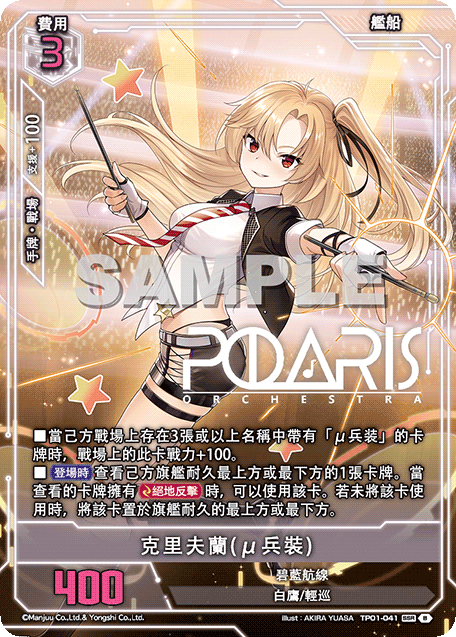 費用
3
艦船
手牌・戰場 支援+100
SAMPLE
POLARIS
ORCHESTRA
■當己方戰場上存在3張或以上名稱中帶有「μ兵装」的卡
牌時，戰場上的此卡戰力+100。
■ 登場時 查看己方旗艦耐久最上方或最下方的1張卡牌。當
查看的卡牌擁有 絕地反擊 時，可以使用該卡。若未將該卡使
用時，將該卡置於旗艦耐久的最上方或最下方。
克里夫蘭(μ兵裝)
400
碧藍航線
白鷹/輕巡
©Manjuu Co.,Ltd.& Yongshi Co.,Ltd.
illust : AKIRA YUASA TP01-041 SSR